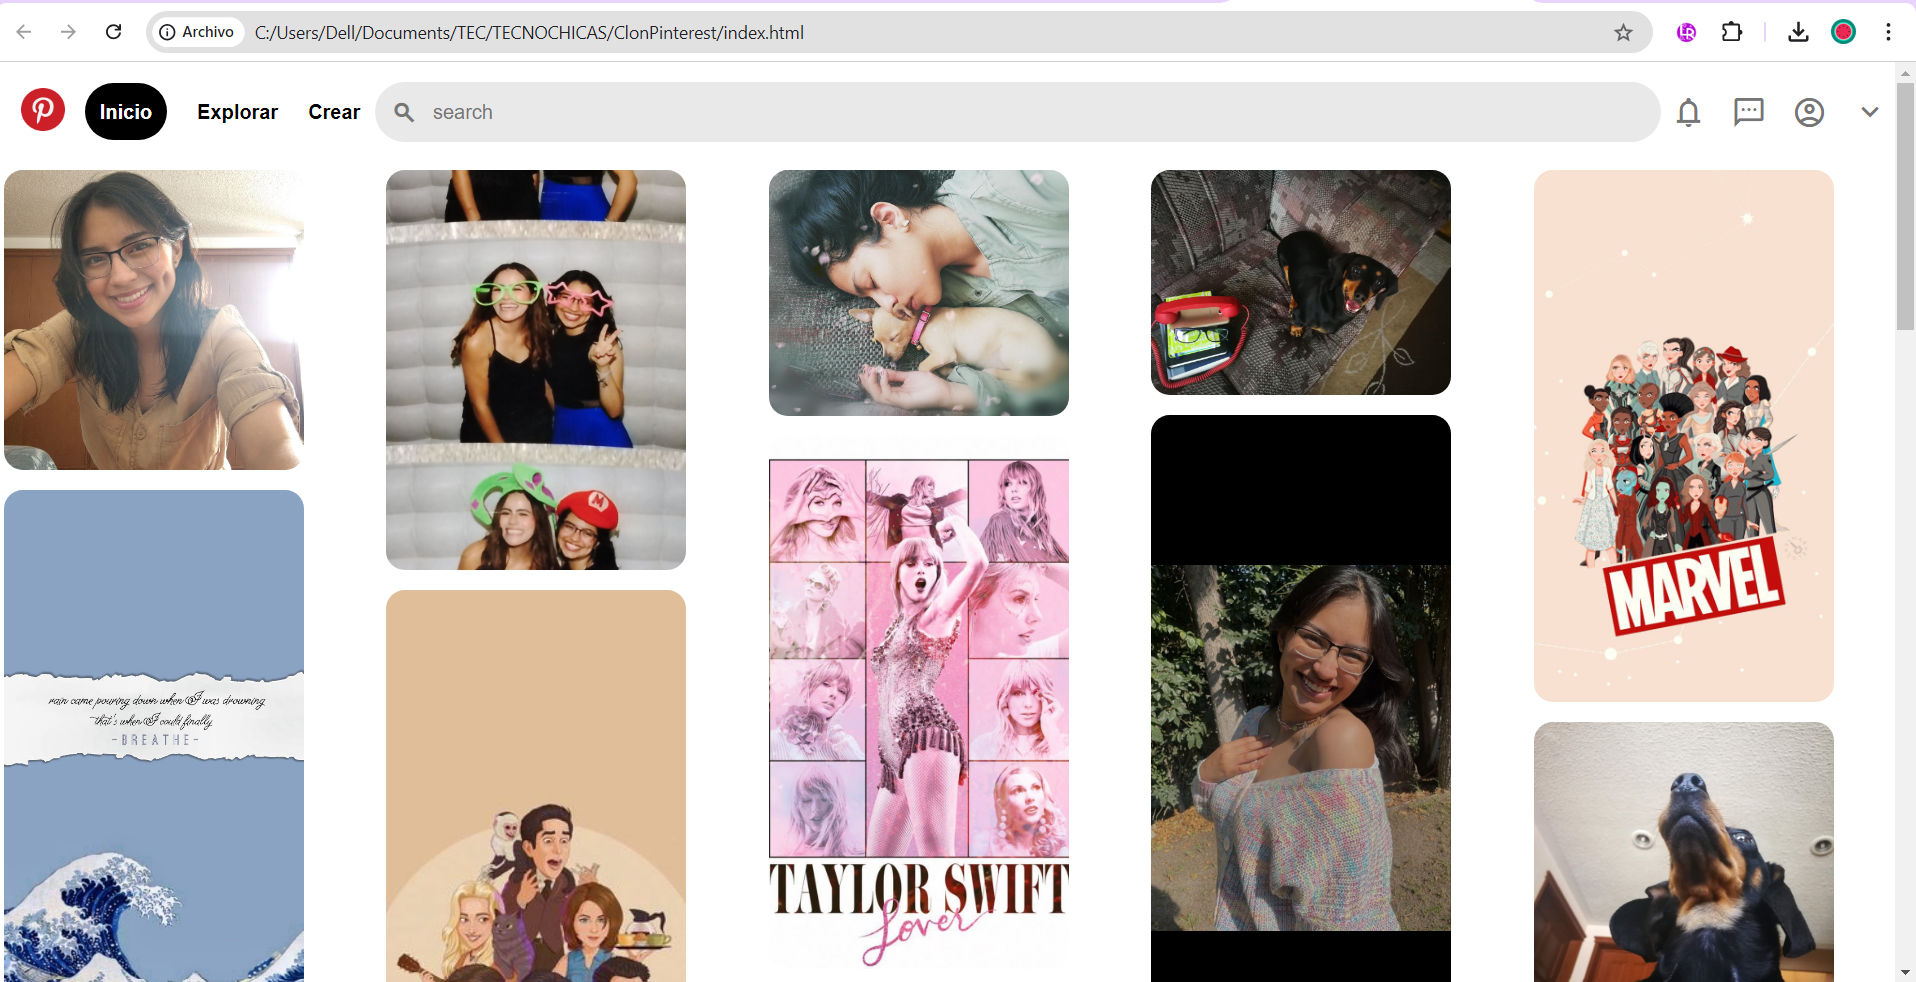 Archivo
C:/Users/Dell/Documents/TEC/TECNOCHICAS/ClonPinterest/index.html
LR
Inicio
Explorar
Crear
search
M
rain came pouring down when I was drowning
that's when I could finally
-BREATHE-
TAYLOR SWIFT
Lover
MARVEL